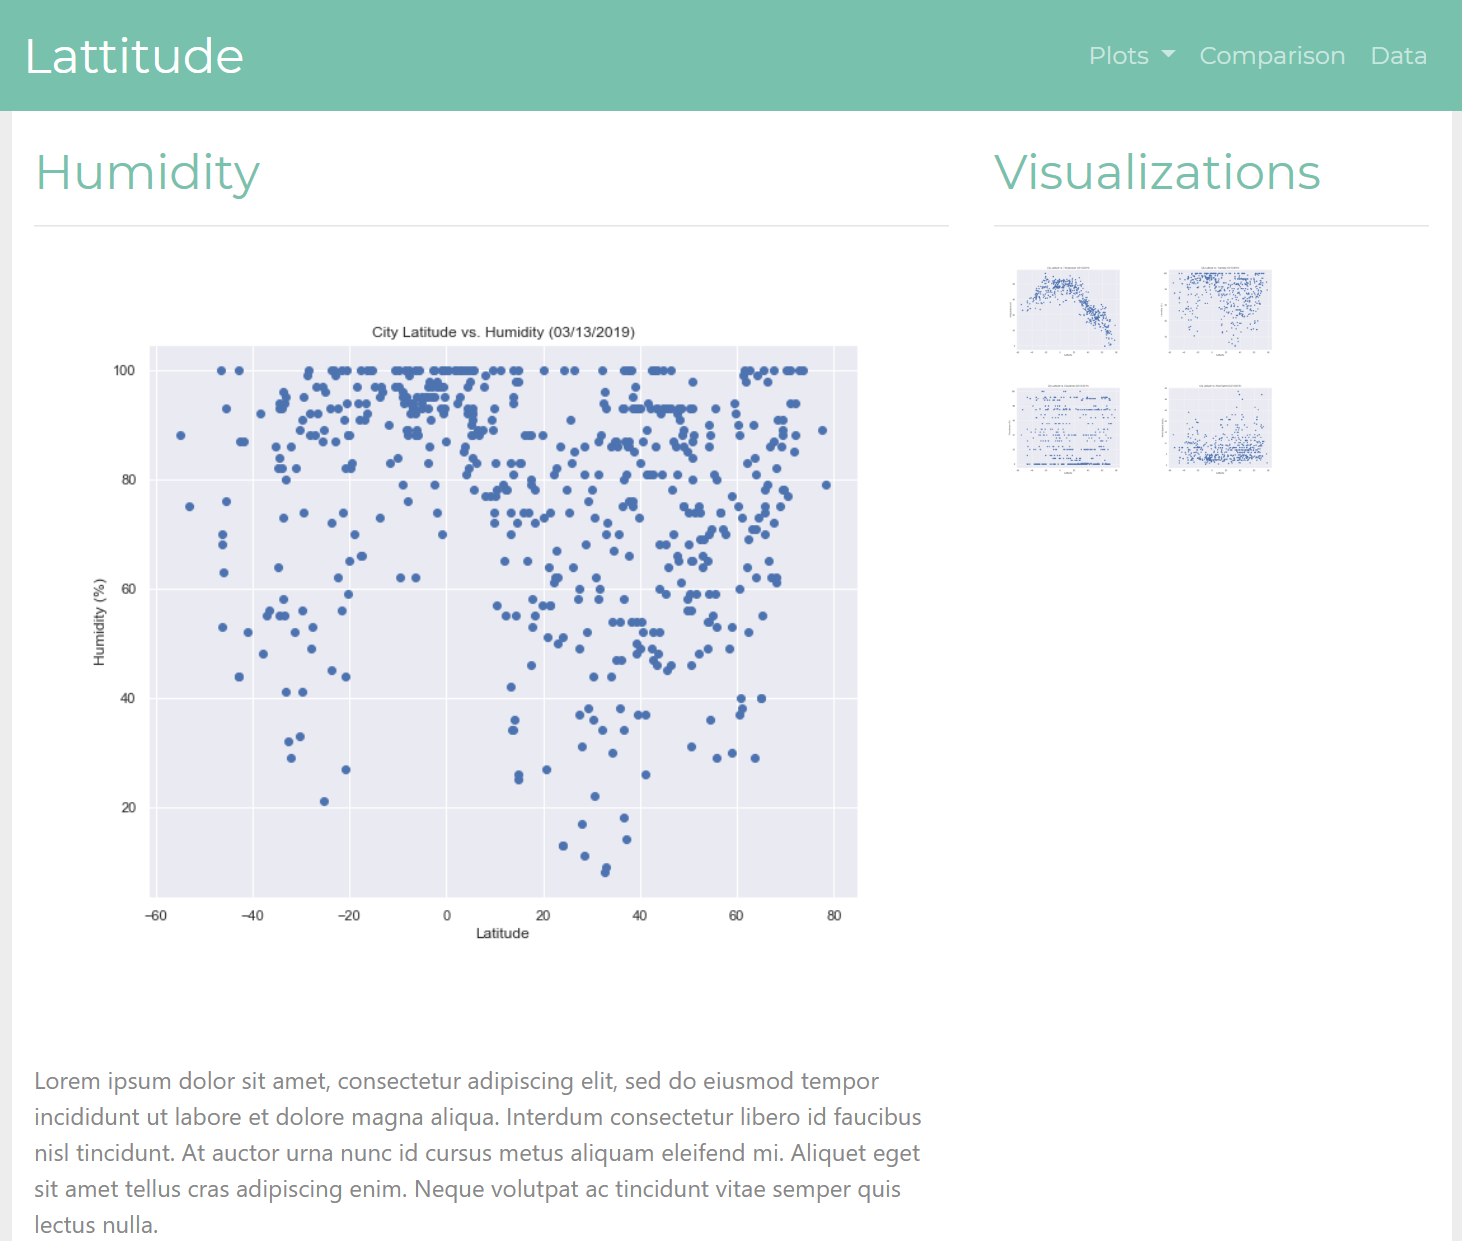 Lattitude
Plots Comparison Data
Humidity
Visualizations
City Latitude vs. Humidity (03/13/2019)
100
80
60
40
20
Humidity (%)
−60 −40 −20 0 20 40 60 80
Latitude
Lorem ipsum dolor sit amet, consectetur adipiscing elit, sed do eiusmod tempor
incididunt ut labore et dolore magna aliqua. Interdum consectetur libero id faucibus
nisl tincidunt. At auctor urna nunc id cursus metus aliquam eleifend mi. Aliquet eget
sit amet tellus cras adipiscing enim. Neque volutpat ac tincidunt vitae semper quis
lectus nulla.